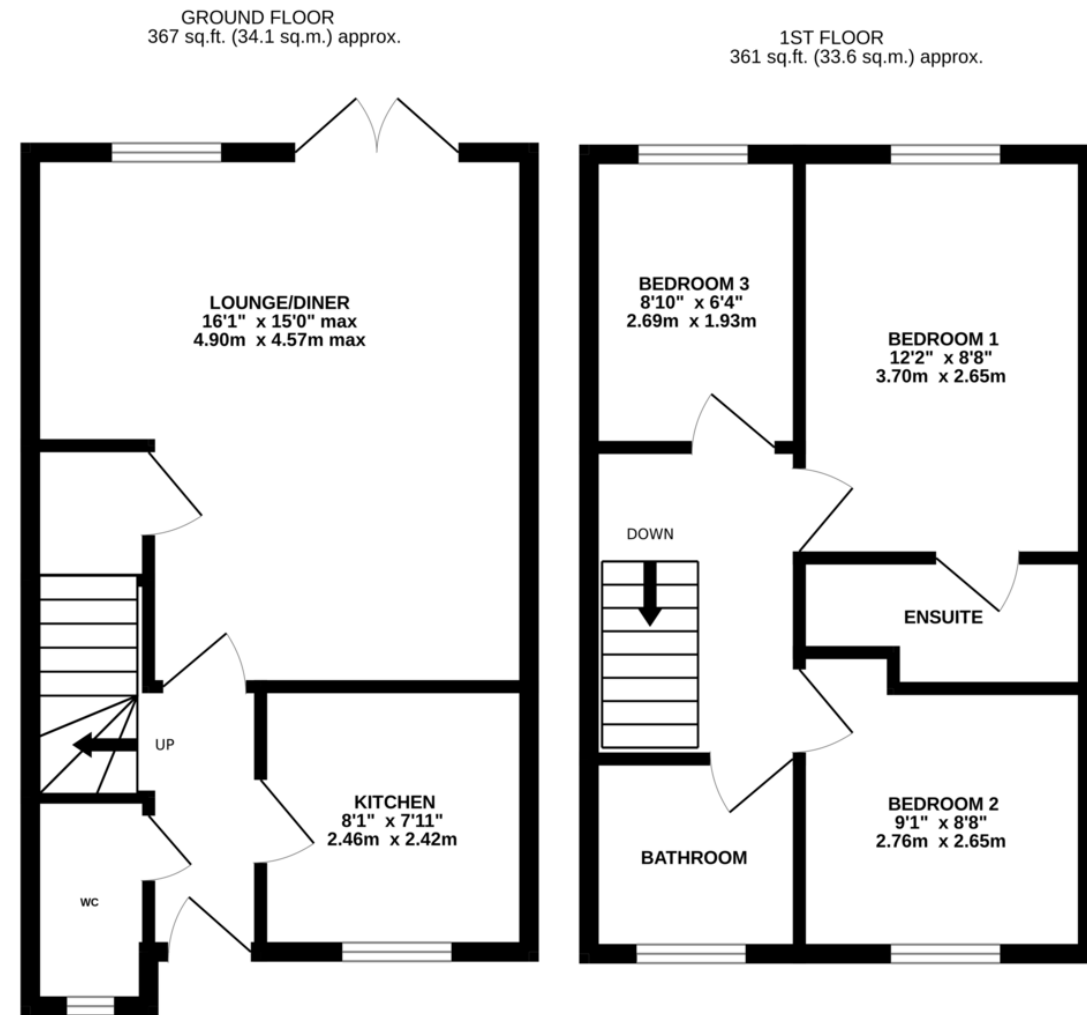 GROUND FLOOR
367 sq.ft. (34.1 sq.m.) approx.
LOUNGE/DINER
16'1" x 15'0" max
4.90m x 4.57m max
UP
KITCHEN
8'1" x 7'11"
2.46m x 2.42m
WC
1ST FLOOR
361 sq.ft. (33.6 sq.m.) approx.
BEDROOM 3
8'10" x 6'4"
2.69m x 1.93m
BEDROOM 1
12'2" x 8'8"
3.70m x 2.65m
DOWN
ENSUITE
BEDROOM 2
9'1" x 8'8"
2.76m x 2.65m
BATHROOM